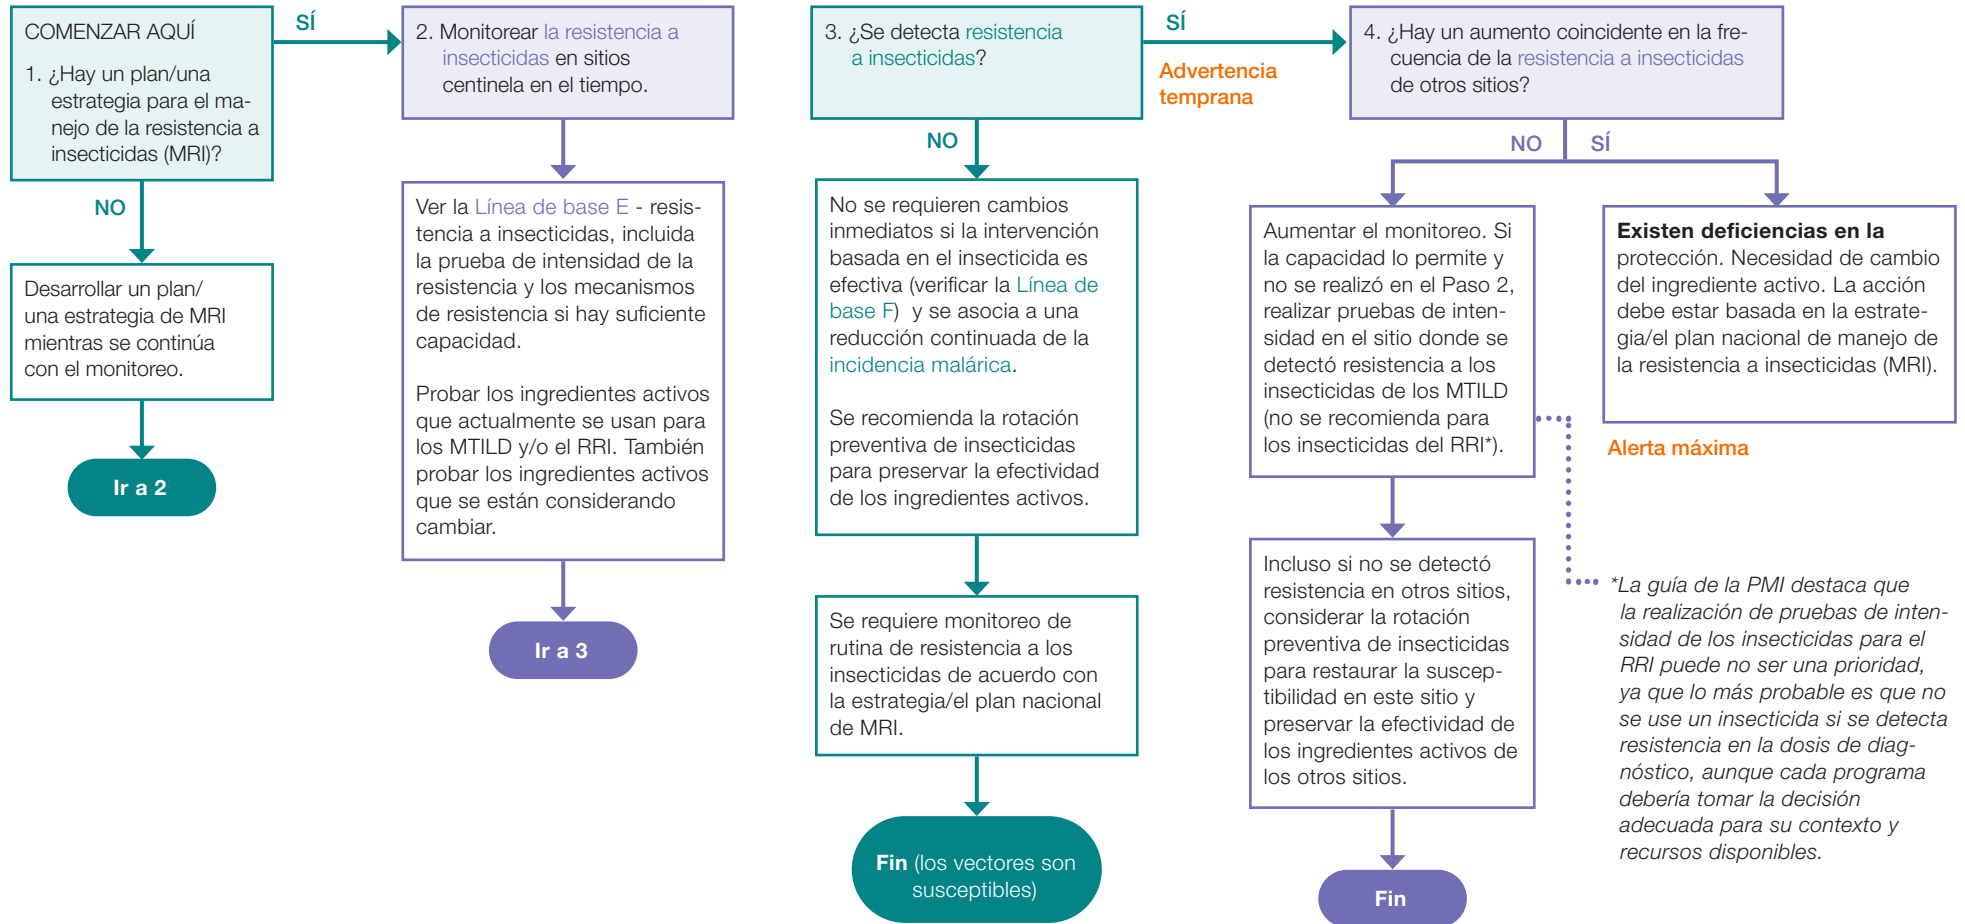 COMENZAR AQUÍ
1. ¿Hay un plan/una
estrategia para el ma-
nejo de la resistencia a
insecticidas (MRI)?
SÍ
NO
Desarrollar un plan/
una estrategia de MRI
mientras se continúa
con el monitoreo.
Ir a 2
2. Monitorear la resistencia a
insecticidas en sitios
centinela en el tiempo.
Ver la Línea de base E - resis-
tencia a insecticidas, incluida
la prueba de intensidad de la
resistencia y los mecanismos
de resistencia si hay suficiente
capacidad.
Probar los ingredientes activos
que actualmente se usan para
los MTILD y/o el RRI. También
probar los ingredientes activos
que se están considerando
cambiar.
Ir a 3
3. ¿Se detecta resistencia
a insecticidas?
SÍ
Advertencia
temprana
NO
No se requieren cambios
inmediatos si la intervención
basada en el insecticida es
efectiva (verificar la Línea de
base F) y se asocia a una
reducción continuada de la
incidencia malárica.
Se recomienda la rotación
preventiva de insecticidas
para preservar la efectividad
de los ingredientes activos.
Se requiere monitoreo de
rutina de resistencia a los
insecticidas de acuerdo con
la estrategia/el plan nacional
de MRI.
Fin (los vectores son
susceptibles)
4. ¿Hay un aumento coincidente en la fre-
cuencia de la resistencia a insecticidas
de otros sitios?
NO
SÍ
Aumentar el monitoreo. Si
la capacidad lo permite y
no se realizó en el Paso 2,
realizar pruebas de inten-
sidad en el sitio donde se
detectó resistencia a los
insecticidas de los MTILD
(no se recomienda para
los insecticidas del RRI*).
Incluso si no se detectó
resistencia en otros sitios,
considerar la rotación
preventiva de insecticidas
para restaurar la suscep-
tibilidad en este sitio y
preservar la efectividad de
los ingredientes activos de
los otros sitios.
Fin
Existen deficiencias en la
protección. Necesidad de cambio
del ingrediente activo. La acción
debe estar basada en la estrate-
gia/el plan nacional de manejo de
la resistencia a insecticidas (MRI).
Alerta máxima
*La guía de la PMI destaca que
la realización de pruebas de inten-
sidad de los insecticidas para el
RRI puede no ser una prioridad,
ya que lo más probable es que no
se use un insecticida si se detecta
resistencia en la dosis de diag-
nóstico, aunque cada programa
debería tomar la decisión
adecuada para su contexto y
recursos disponibles.